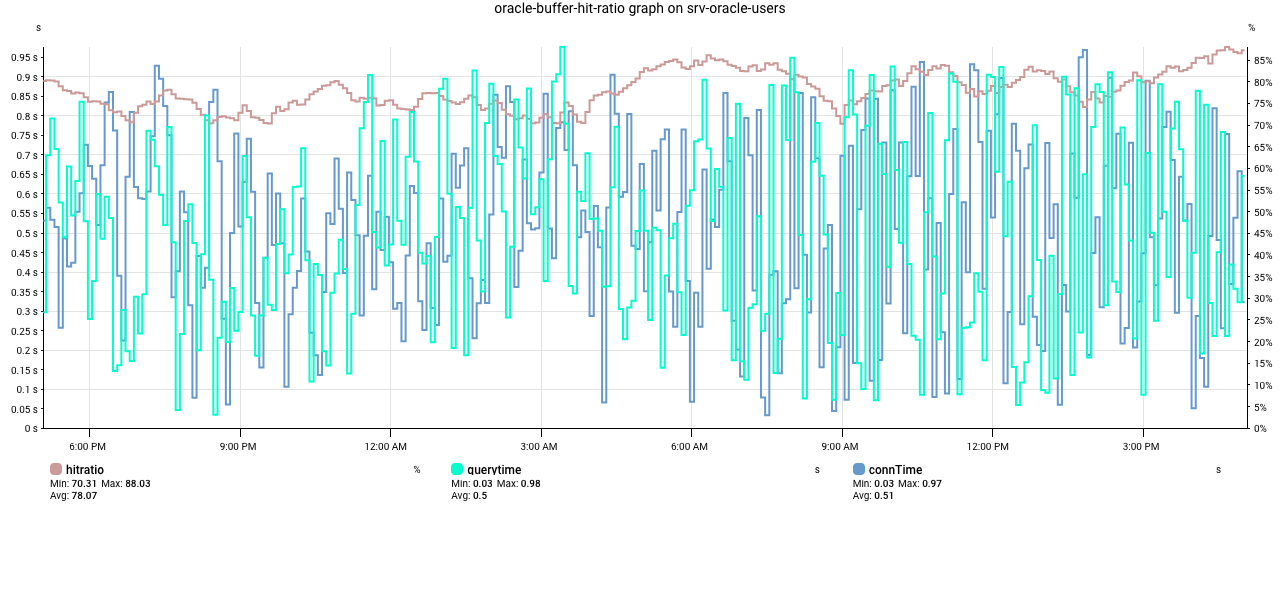 oracle-buffer-hit-ratio graph on srv-oracle-users
s %
0.95 s
0.9 s
0.85 s
0.8 s
0.75 s
0.7 s
0.65 s
0.6 s
0.55 s
0.5 s
0.45 s
0.4 s
0.35 s
0.3 s
0.25 s
0.2 s
0.15 s
0.1 s
0.05 s
0 s
85%
80%
75%
70%
65%
60%
55%
50%
45%
40%
35%
30%
25%
20%
15%
10%
5%
0%
6:00 PM 9:00 PM 12:00 AM 3:00 AM 6:00 AM 9:00 AM 12:00 PM 3:00 PM
hitratio %
Min: 70.31 Max: 88.03
Avg: 78.07
querytime s
Min: 0.03 Max: 0.98
Avg: 0.5
connTime s
Min: 0.03 Max: 0.97
Avg: 0.51